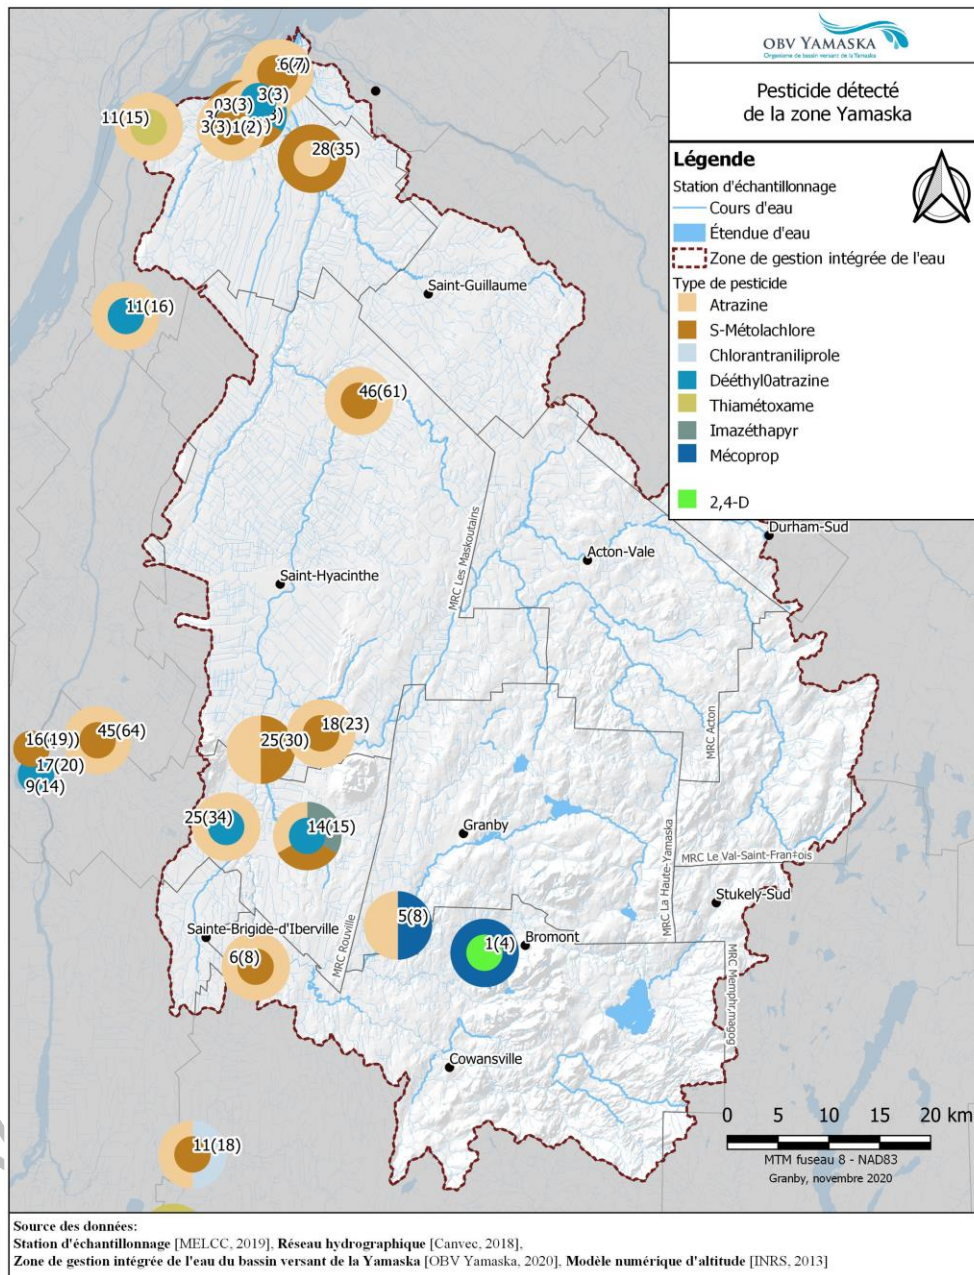 OBV YAMASKA
Organisme de bassin versant de la Yamaska
Pesticide détecté
de la zone Yamaska
Légende
Station d'échantillonnage
Cours d'eau
Étendue d'eau
Zone de gestion intégrée de l'eau
Type de pesticide
Atrazine
S-Métolachlore
Chlorantraniliprole
Dééthyl0atrazine
Thiamétoxame
Imazéthapyr
Mécoprop
2,4-D
3(3)
11(15)
3(3)
1(2)
28(35)
Saint-Guillaume
11(16)
46(61)
Durham-Sud
Acton-Vale
Saint-Hyacinthe
MRC Les Maskoutains
MRC Acton
18(23)
25(30)
45(64)
17(20)
9(14)
25(34)
14(15)
Granby
MRC La Haute-Yamaska
MRC Le Val-Saint-François
Stukely-Sud
5(8)
Sainte-Brigide-d'Iberville
MRC Rouville
1(4)
Bromont
6(8)
Cowansville
11(18)
0 5 10 15 20 km
MTM fuseau 8 - NAD83
Granby, novembre 2020
Source des données:
Station d'échantillonnage [MELCC, 2019], Réseau hydrographique [Canvec, 2018],
Zone de gestion intégrée de l'eau du bassin versant de la Yamaska [OBV Yamaska, 2020], Modèle numérique d'altitude [INRS, 2013]